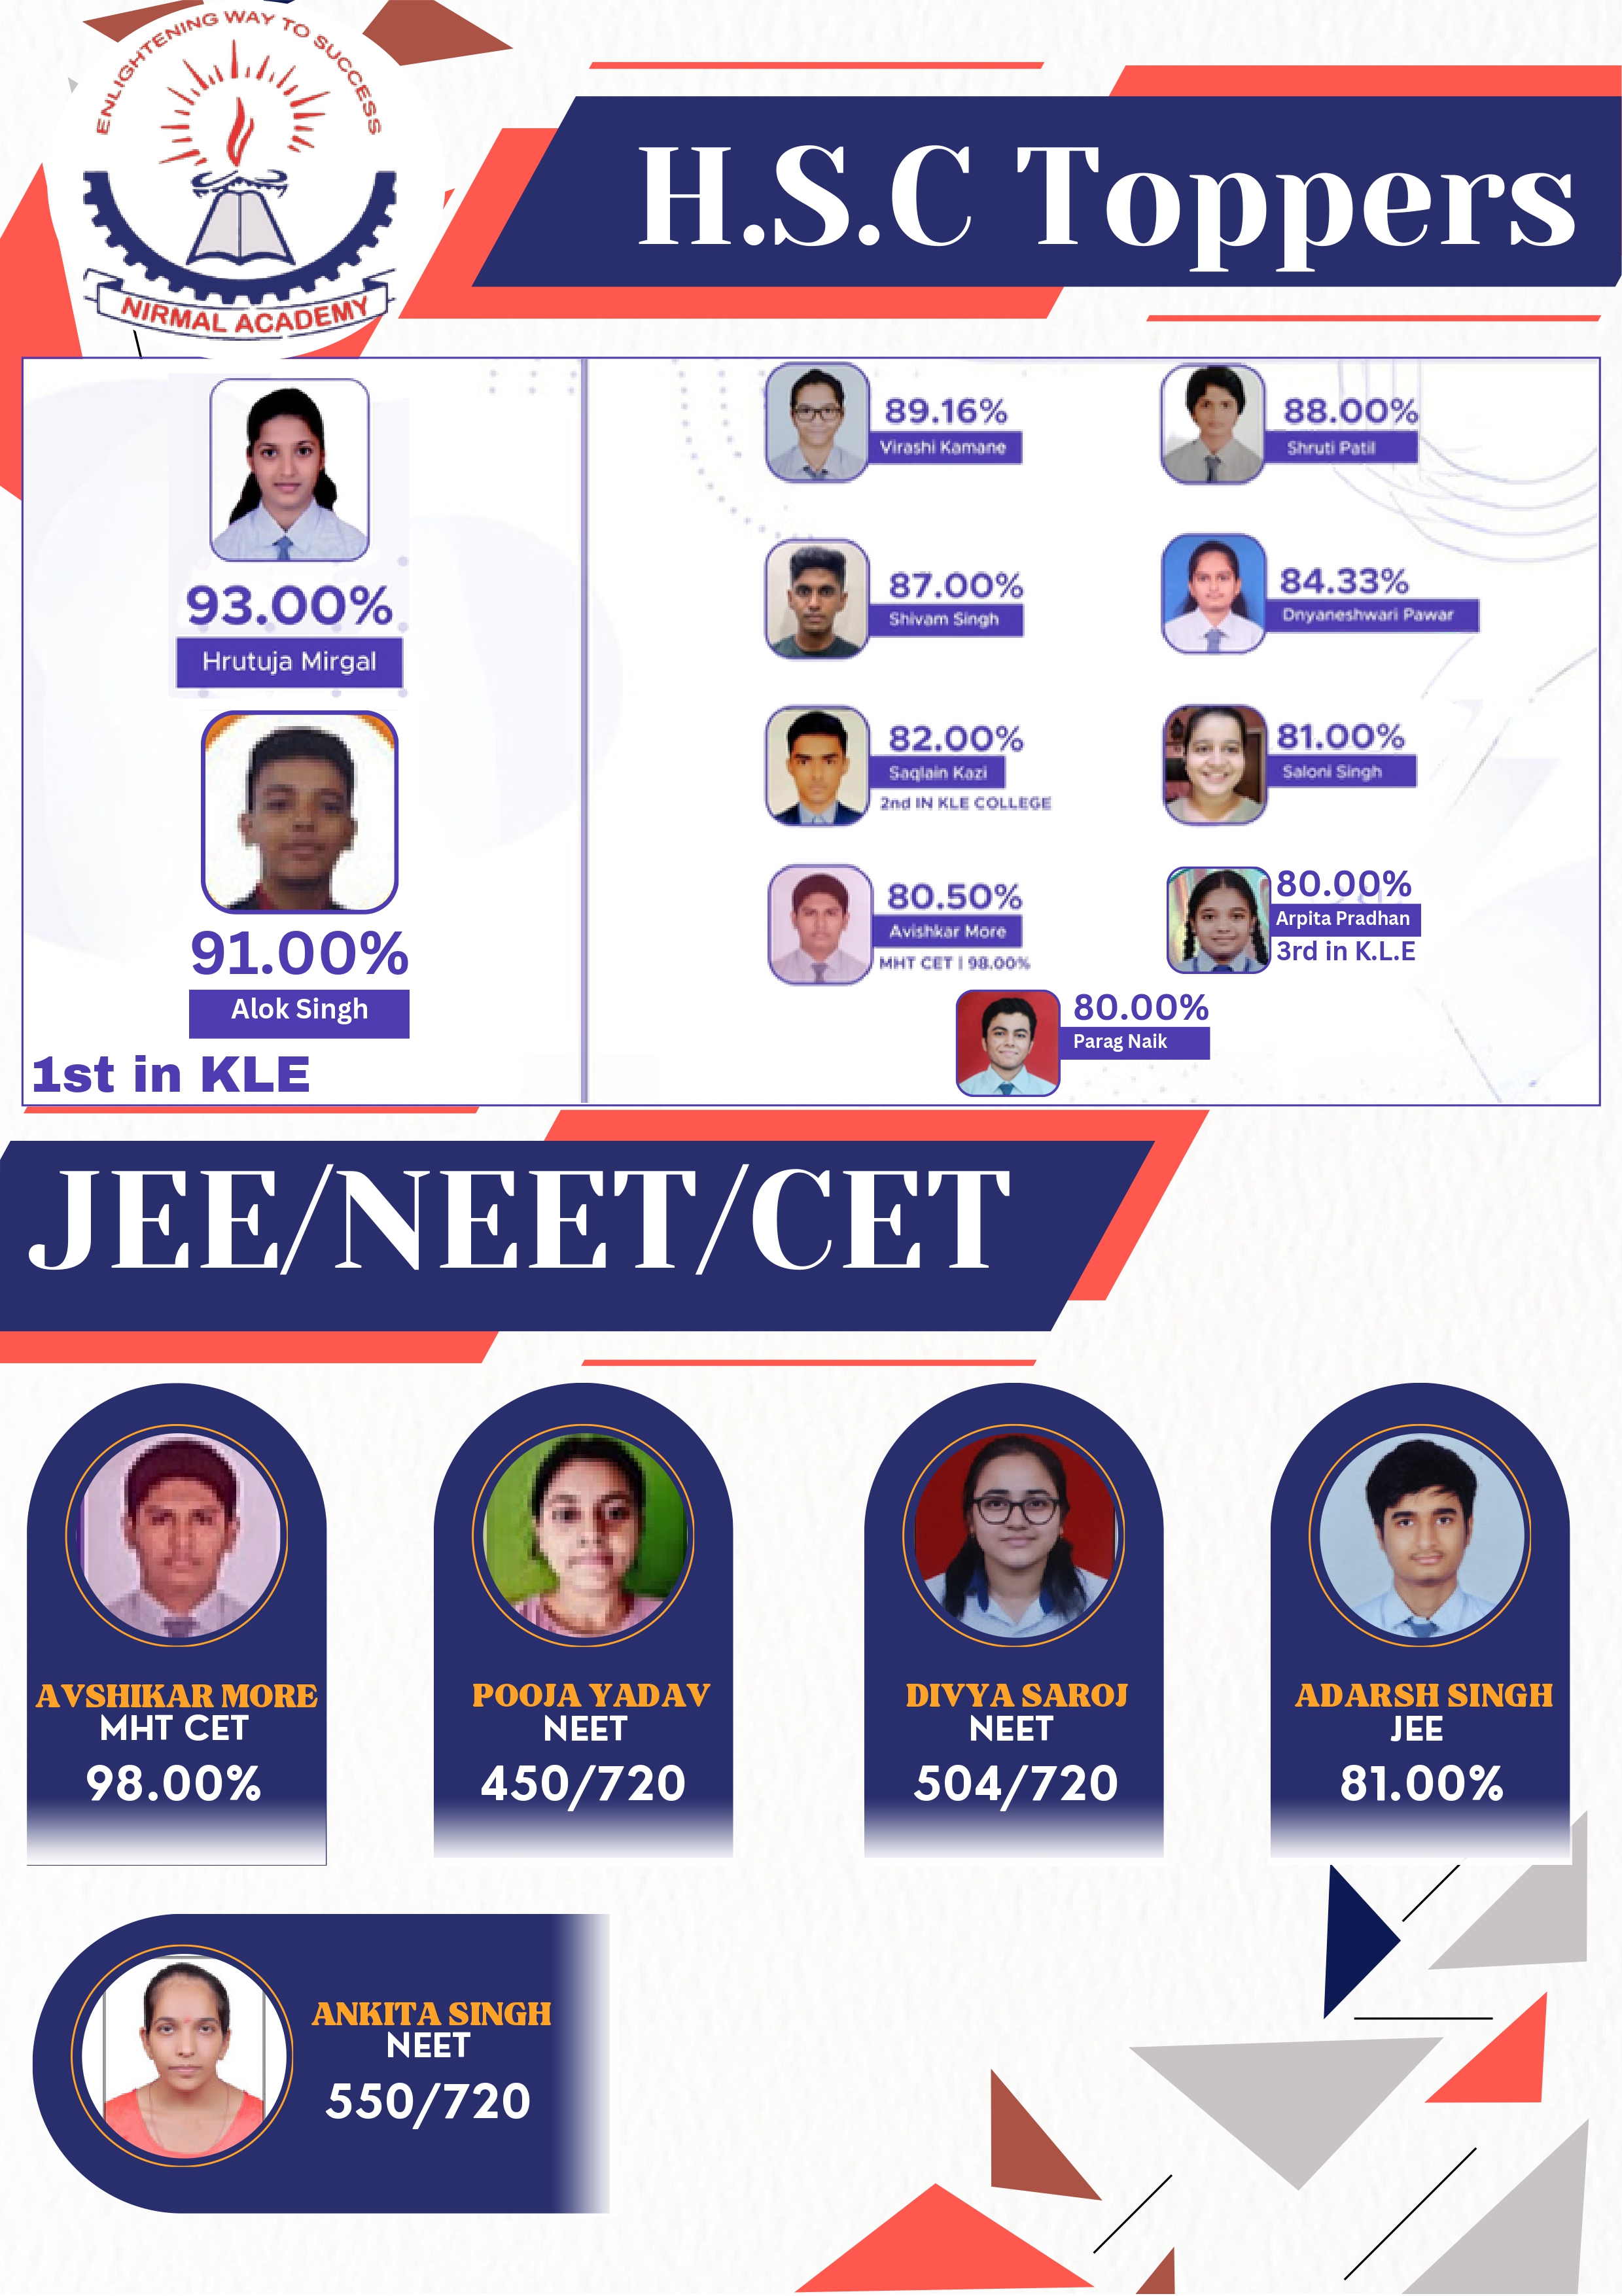 ENLIGHTENING WAY TO SUCCESS
NIRMAL ACADEMY
H.S.C Toppers
93.00%
Hrutuja Mirgal
91.00%
Alok Singh
1st in KLE
89.16%
Virashi Kamane
88.00%
Shruti Patil
87.00%
Shivam Singh
84.33%
Dnyaneshwari Pawar
82.00%
Saqlain Kazi
2nd IN KLE COLLEGE
81.00%
Saloni Singh
80.50%
Avishkar More
MHT CET | 98.00%
80.00%
Arpita Pradhan
3rd in K.L.E
80.00%
Parag Naik
JEE/NEET/CET
AVSHIKAR MORE
MHT CET
98.00%
POOJA YADAV
NEET
450/720
DIVYA SAROJ
NEET
504/720
ADARSH SINGH
JEE
81.00%
ANKITA SINGH
NEET
550/720